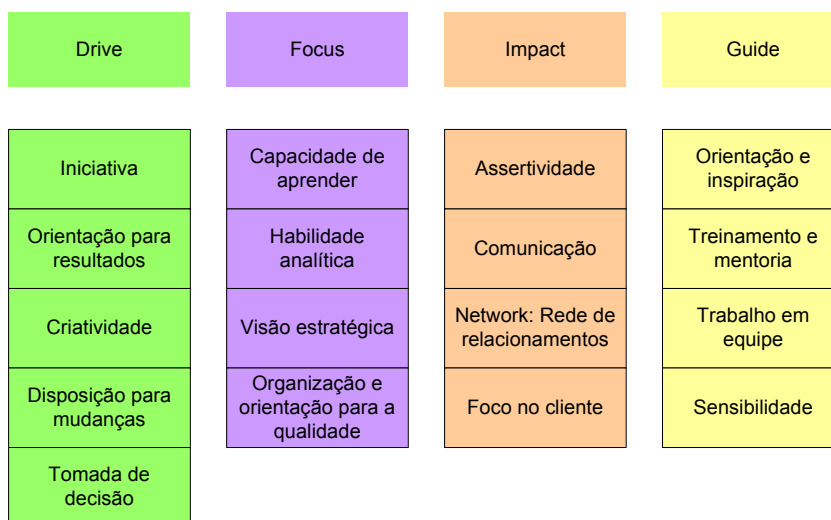 Drive
Focus
Impact
Guide
Iniciativa
Orientação para
resultados
Criatividade
Disposição para
mudanças
Tomada de
decisão
Capacidade de
aprender
Habilidade
analítica
Visão estratégica
Organização e
orientação para a
qualidade
Assertividade
Comunicação
Network: Rede de
relacionamentos
Foco no cliente
Orientação e
inspiração
Treinamento e
mentoria
Trabalho em
equipe
Sensibilidade